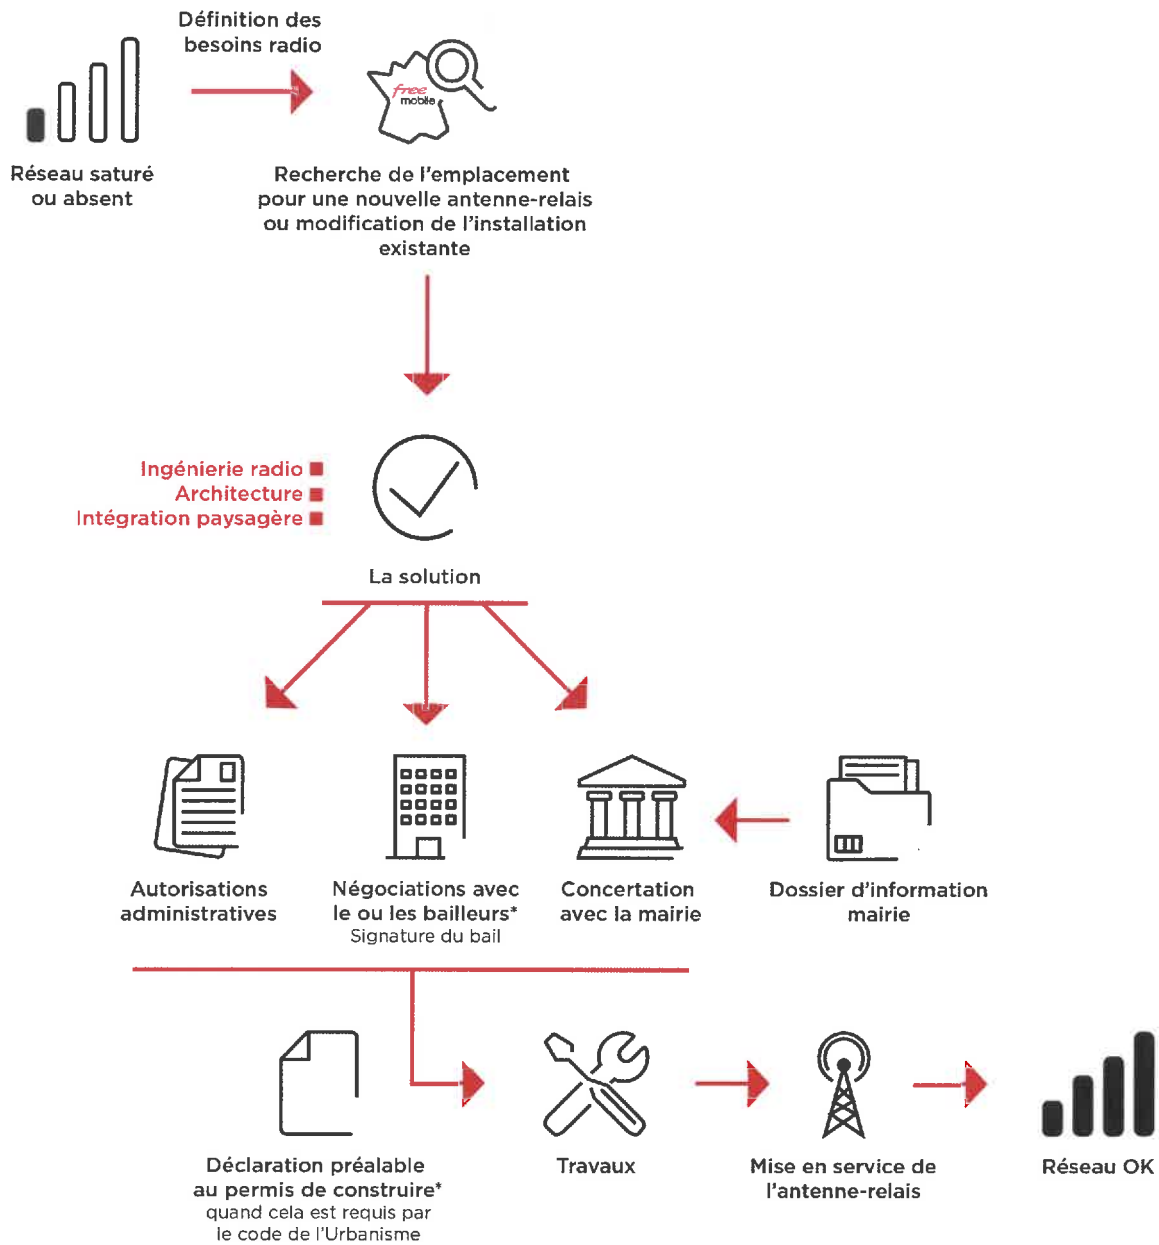 Définition des
besoins radio
free
mobile
Réseau saturé
ou absent
Recherche de l'emplacement
pour une nouvelle antenne-relais
ou modification de l'installation
existante
Ingénierie radio
Architecture
Intégration paysagère
La solution
Autorisations
administratives
Négociations avec
le ou les bailleurs*
Signature du bail
Concertation
avec la mairie
Dossier d'information
mairie
Déclaration préalable
au permis de construire*
quand cela est requis par
le code de l'Urbanisme
Travaux
Mise en service de
l'antenne-relais
Réseau OK